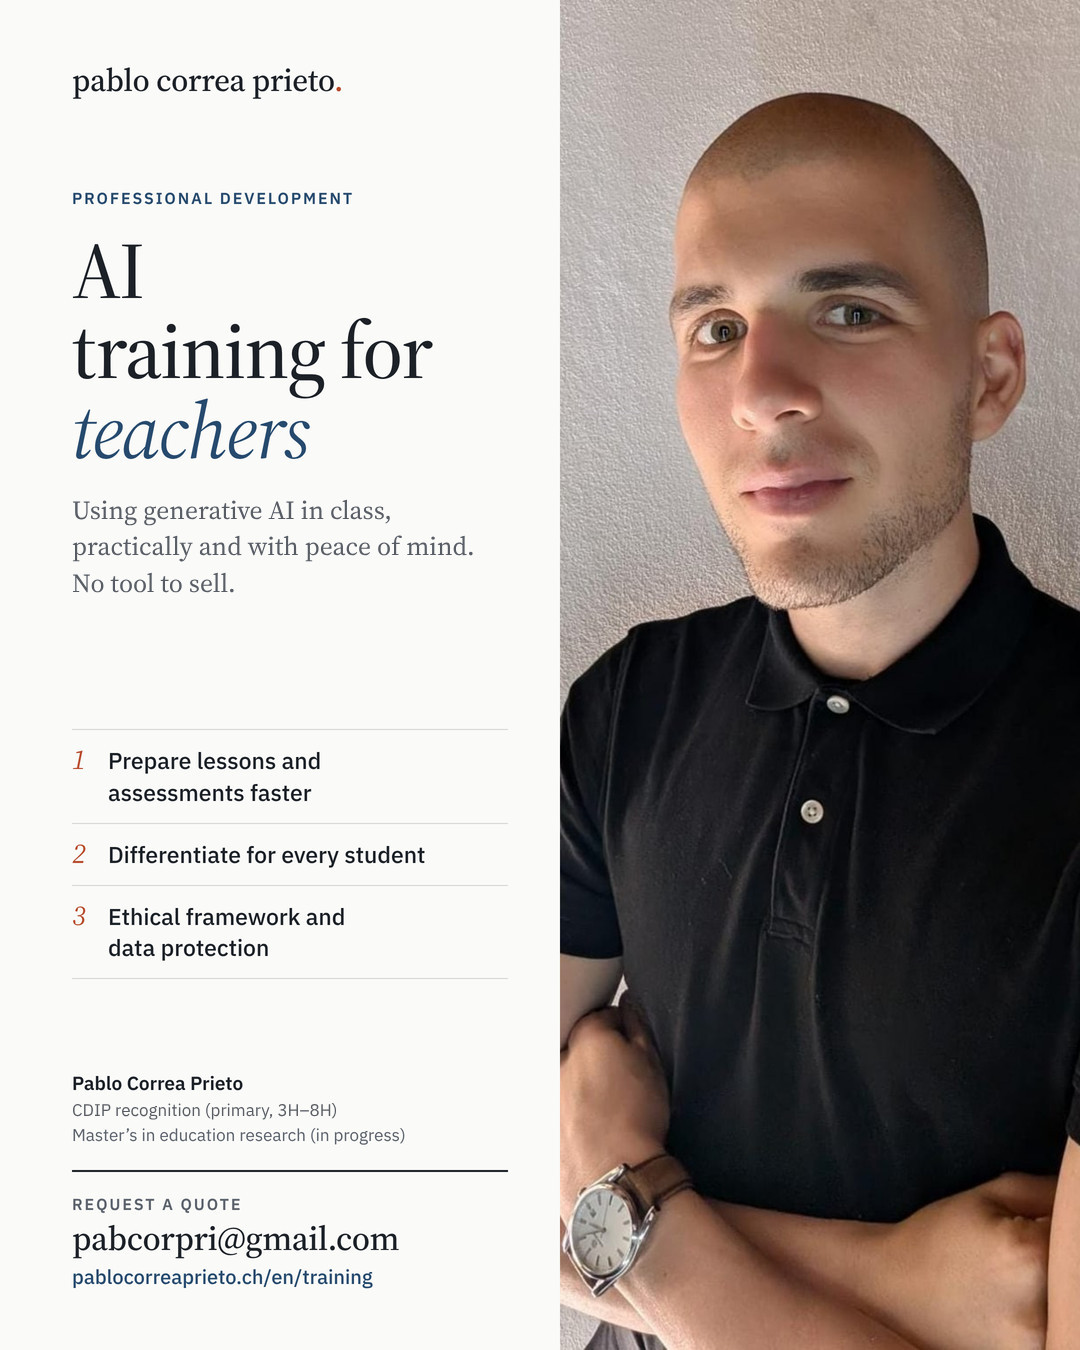 pablo correa prieto.
PROFESSIONAL DEVELOPMENT
AI
training for
teachers
Using generative AI in class,
practically and with peace of mind.
No tool to sell.
1 Prepare lessons and
assessments faster
2 Differentiate for every student
3 Ethical framework and
data protection
Pablo Correa Prieto
CDIP recognition (primary, 3H–8H)
Master’s in education research (in progress)
REQUEST A QUOTE
pabcorpri@gmail.com
pablocorreaprieto.ch/en/training